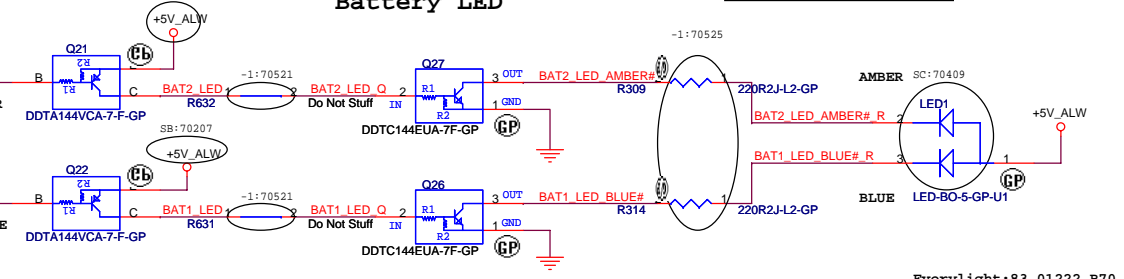 Battery LED
+5V_ALW
-1:70525
Q21
R2
R1
B
E
C
DDTA144VCA-7-F-GP
BAT2_LED
1
R632
-1:70521
2
BAT2_LED_Q
Do Not Stuff
2
IN
Q27
R1
R2
3
OUT
1
GND
DDTC144EUA-7F-GP
GP
BAT2_LED_AMBER#
R309
1
220R2J-L2-GP
AMBER
SC:70409
LED1
BAT2_LED_AMBER#_R
2
+5V_ALW
SB:70207
+5V_ALW
Q22
R2
R1
B
C
DDTA144VCA-7-F-GP
BAT1_LED
1
R631
-1:70521
2
BAT1_LED_Q
Do Not Stuff
2
IN
Q26
R1
R2
3
OUT
1
GND
DDTC144EUA-7F-GP
GP
BAT1_LED_BLUE#
R314
1
220R2J-L2-GP
BAT1_LED_BLUE#_R
3
1
GP
BLUE
LED-BO-5-GP-U1